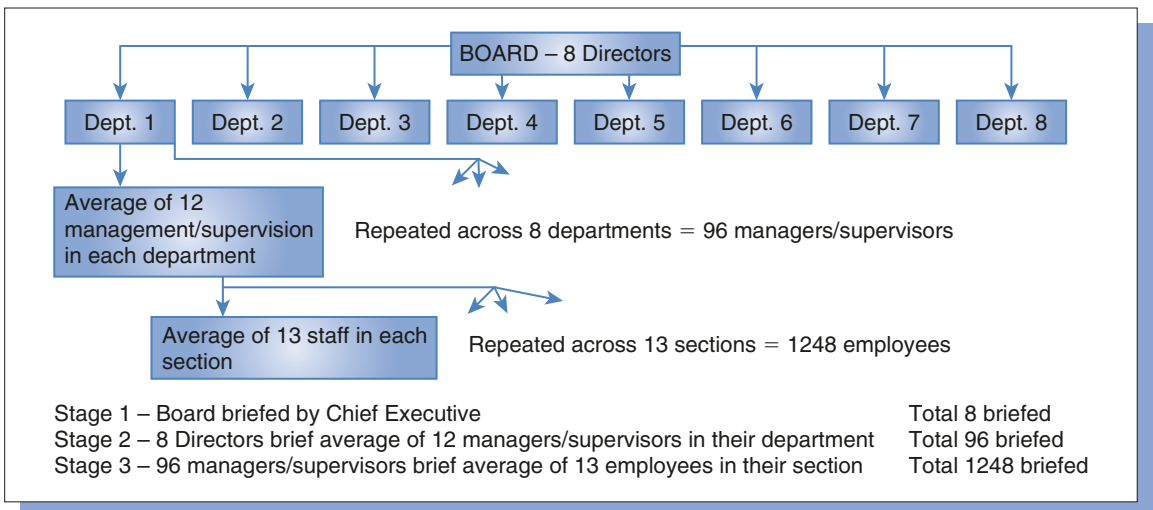 BOARD – 8 Directors
Dept. 1
Dept. 2
Dept. 3
Dept. 4
Dept. 5
Dept. 6
Dept. 7
Dept. 8
Average of 12
management/supervision
in each department
Repeated across 8 departments = 96 managers/supervisors
Average of 13 staff in each
section
Repeated across 13 sections = 1248 employees
Stage 1 – Board briefed by Chief Executive Total 8 briefed
Stage 2 – 8 Directors brief average of 12 managers/supervisors in their department Total 96 briefed
Stage 3 – 96 managers/supervisors brief average of 13 employees in their section Total 1248 briefed